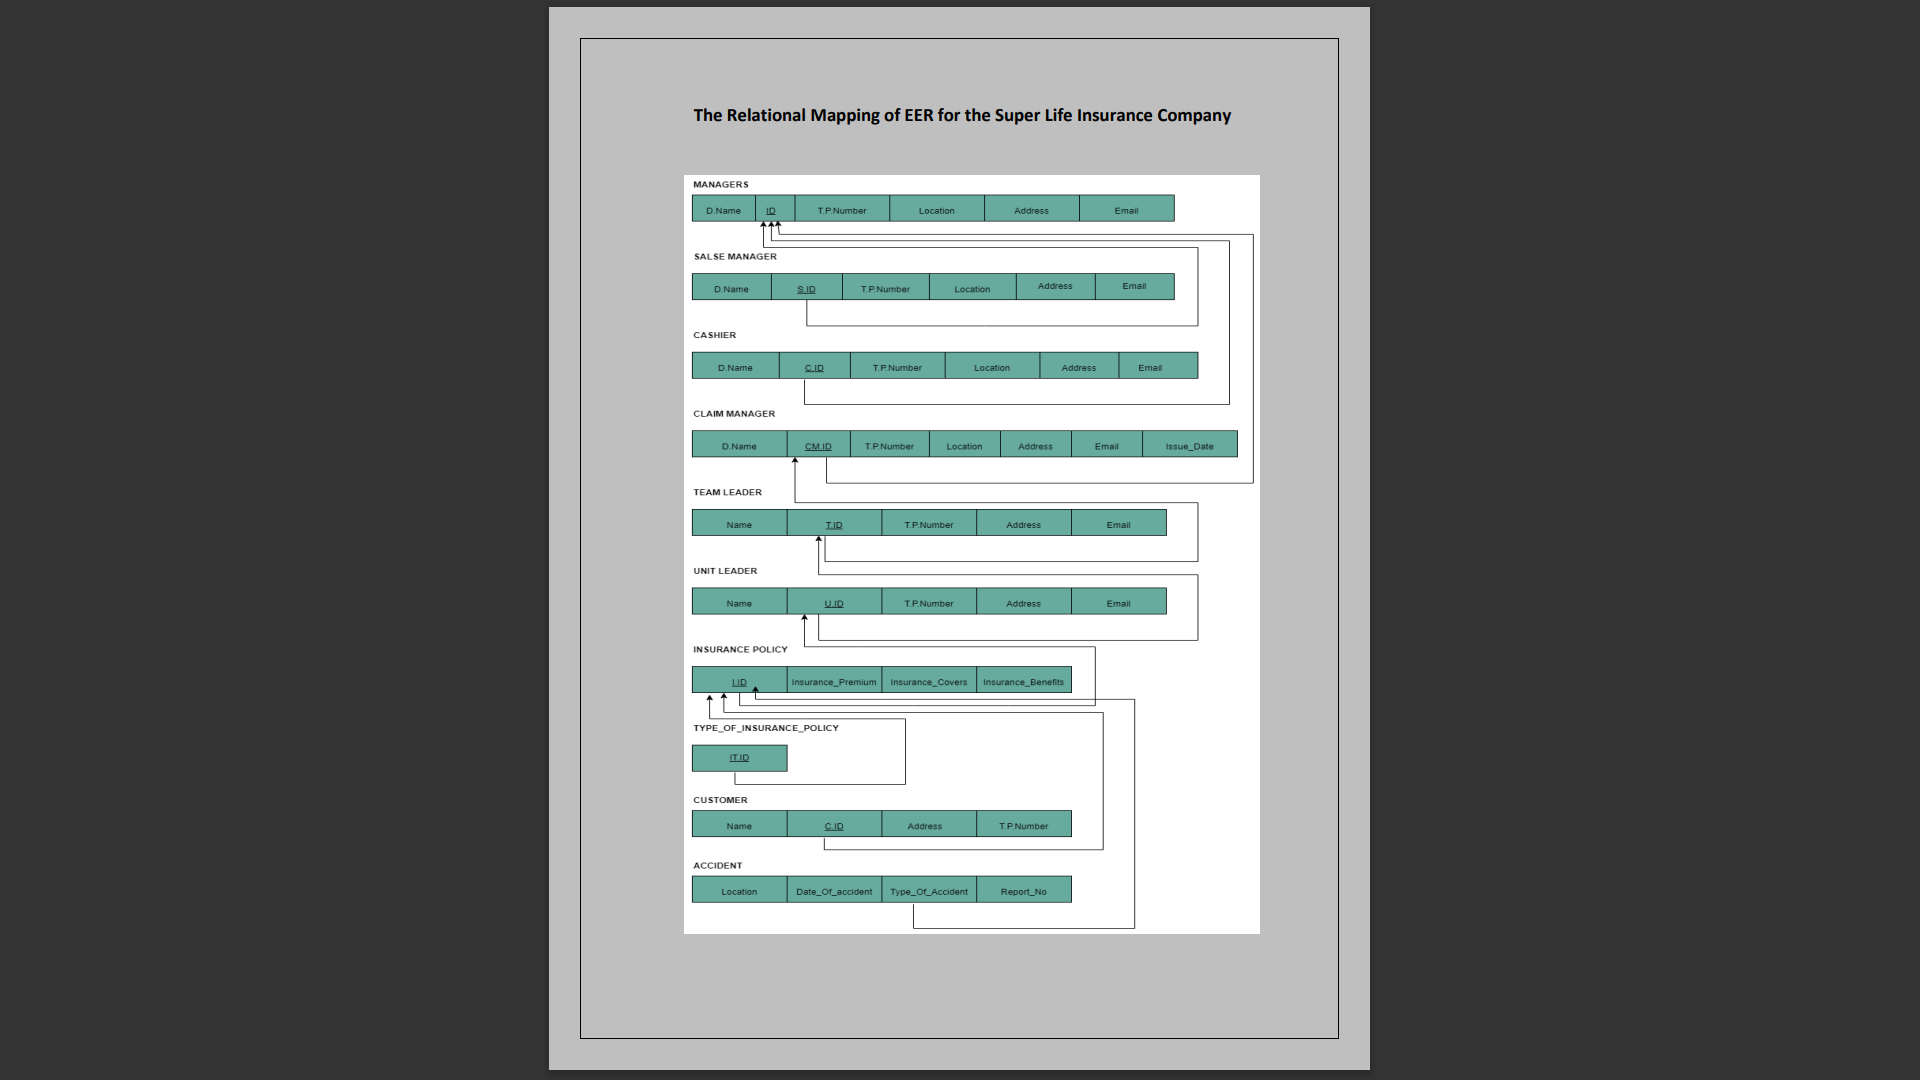 The Relational Mapping of EER for the Super Life Insurance Company
MANAGERS
D.Name ID T.P.Number Location Address Email
SALSE MANAGER
D.Name S.ID T.P.Number Location Address Email
CASHIER
D.Name C.ID T.P.Number Location Address Email
CLAIM MANAGER
D.Name CM.ID T.P.Number Location Address Email Issue_Date
TEAM LEADER
Name T.ID T.P.Number Address Email
UNIT LEADER
Name U.ID T.P.Number Address Email
INSURANCE POLICY
I.ID Insurance_Premium Insurance_Covers Insurance_Benefits
TYPE_OF_INSURANCE_POLICY
IT.ID
CUSTOMER
Name C.ID Address T.P.Number
ACCIDENT
Location Date_Of_accident Type_Of_Accident Report_No